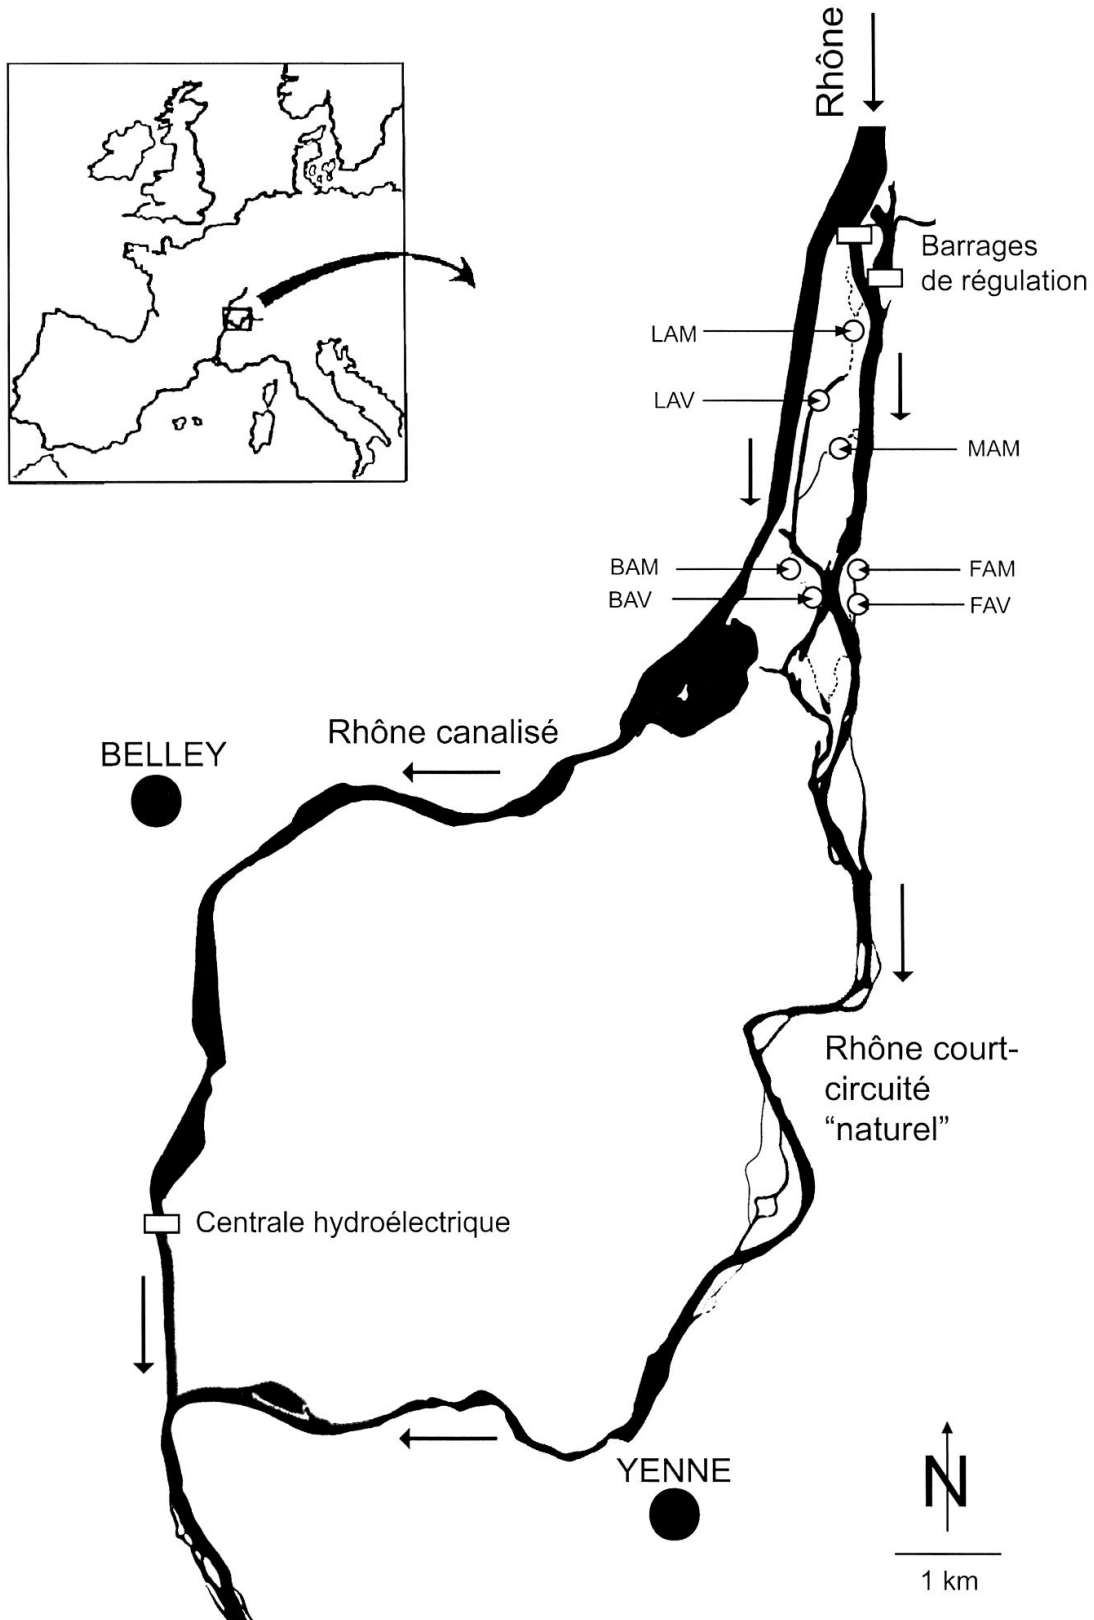 Rhône
Barrages
de régulation
LAM
LAV
MAM
BAM
FAM
BAV
FAV
Rhône canalisé
BELLEY
Rhône court-
circuité
“naturel”
Centrale hydroélectrique
YENNE
N
1 km